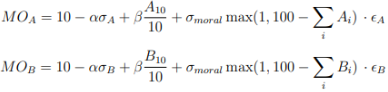 $MO_A = 10 - \alpha\sigma_A + \beta\frac{A_{10}}{10} + \sigma_{moral} \max(1, 100 - \sum_i A_i) \cdot \epsilon_A$
$MO_B = 10 - \alpha\sigma_B + \beta\frac{B_{10}}{10} + \sigma_{moral} \max(1, 100 - \sum_i B_i) \cdot \epsilon_B$